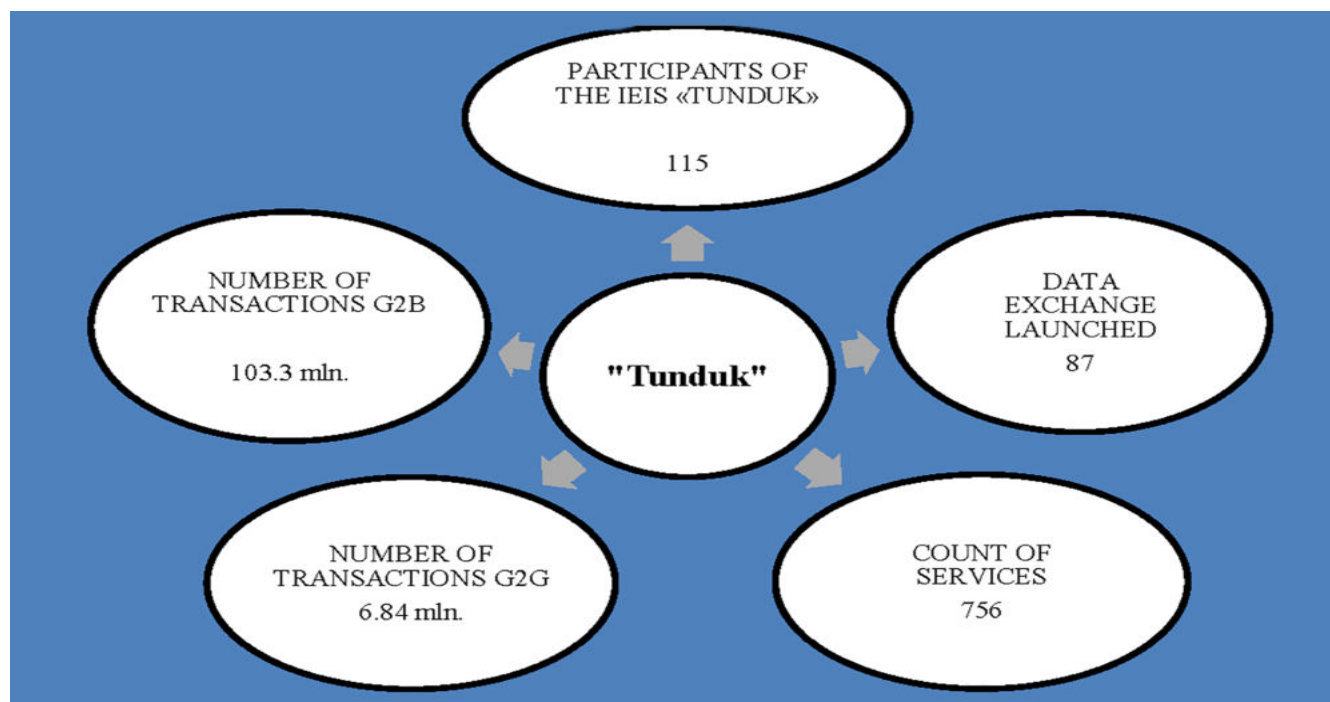 PARTICIPANTS OF
THE IEIS «TUNDUK»
115
NUMBER OF
TRANSACTIONS G2B
103.3 mln.
"Tunduk"
DATA
EXCHANGE
LAUNCHED
87
NUMBER OF
TRANSACTIONS G2G
6.84 mln.
COUNT OF
SERVICES
756